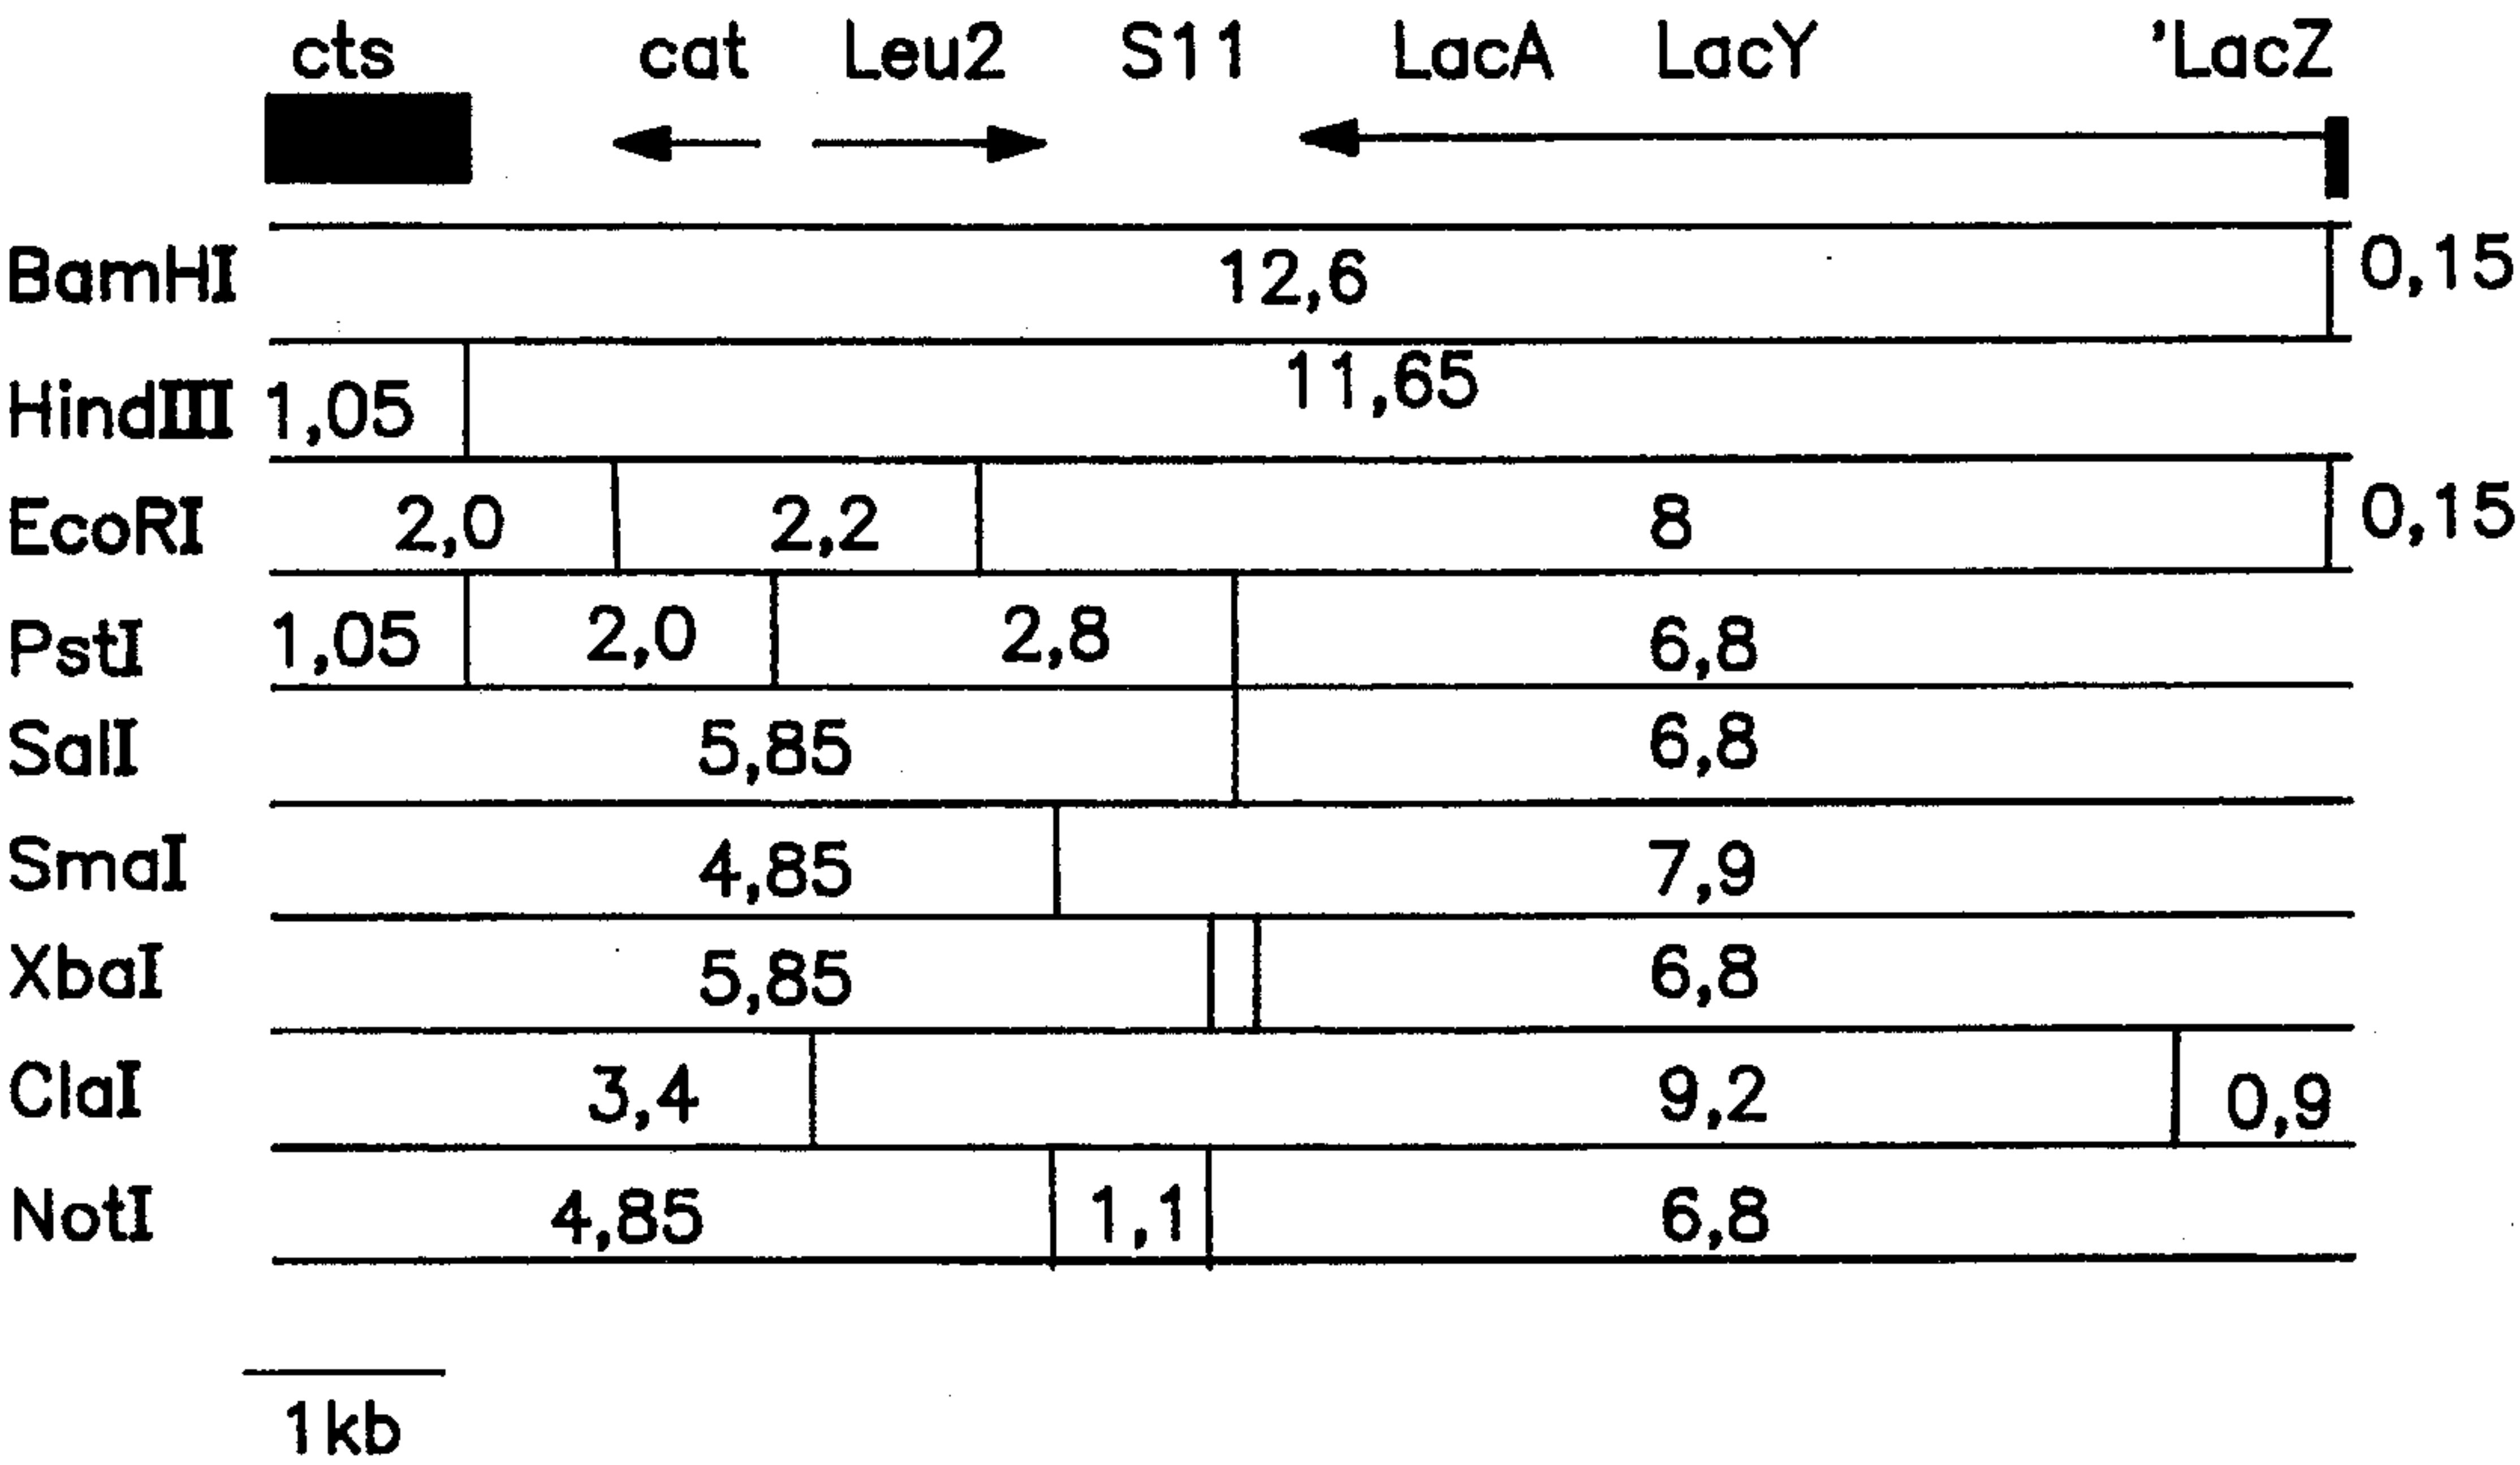 cts cat Leu2 S11 LacA LacY 'LacZ
BamHI 12,6 0,15
HindIII 1,05 11,65
EcoRI 2,0 2,2 8 0,15
PstI 1,05 2,0 2,8 6,8
SalI 5,85 6,8
SmaI 4,85 7,9
XbaI 5,85 6,8
ClaI 3,4 9,2 0,9
NotI 4,85 1,1 6,8
1kb